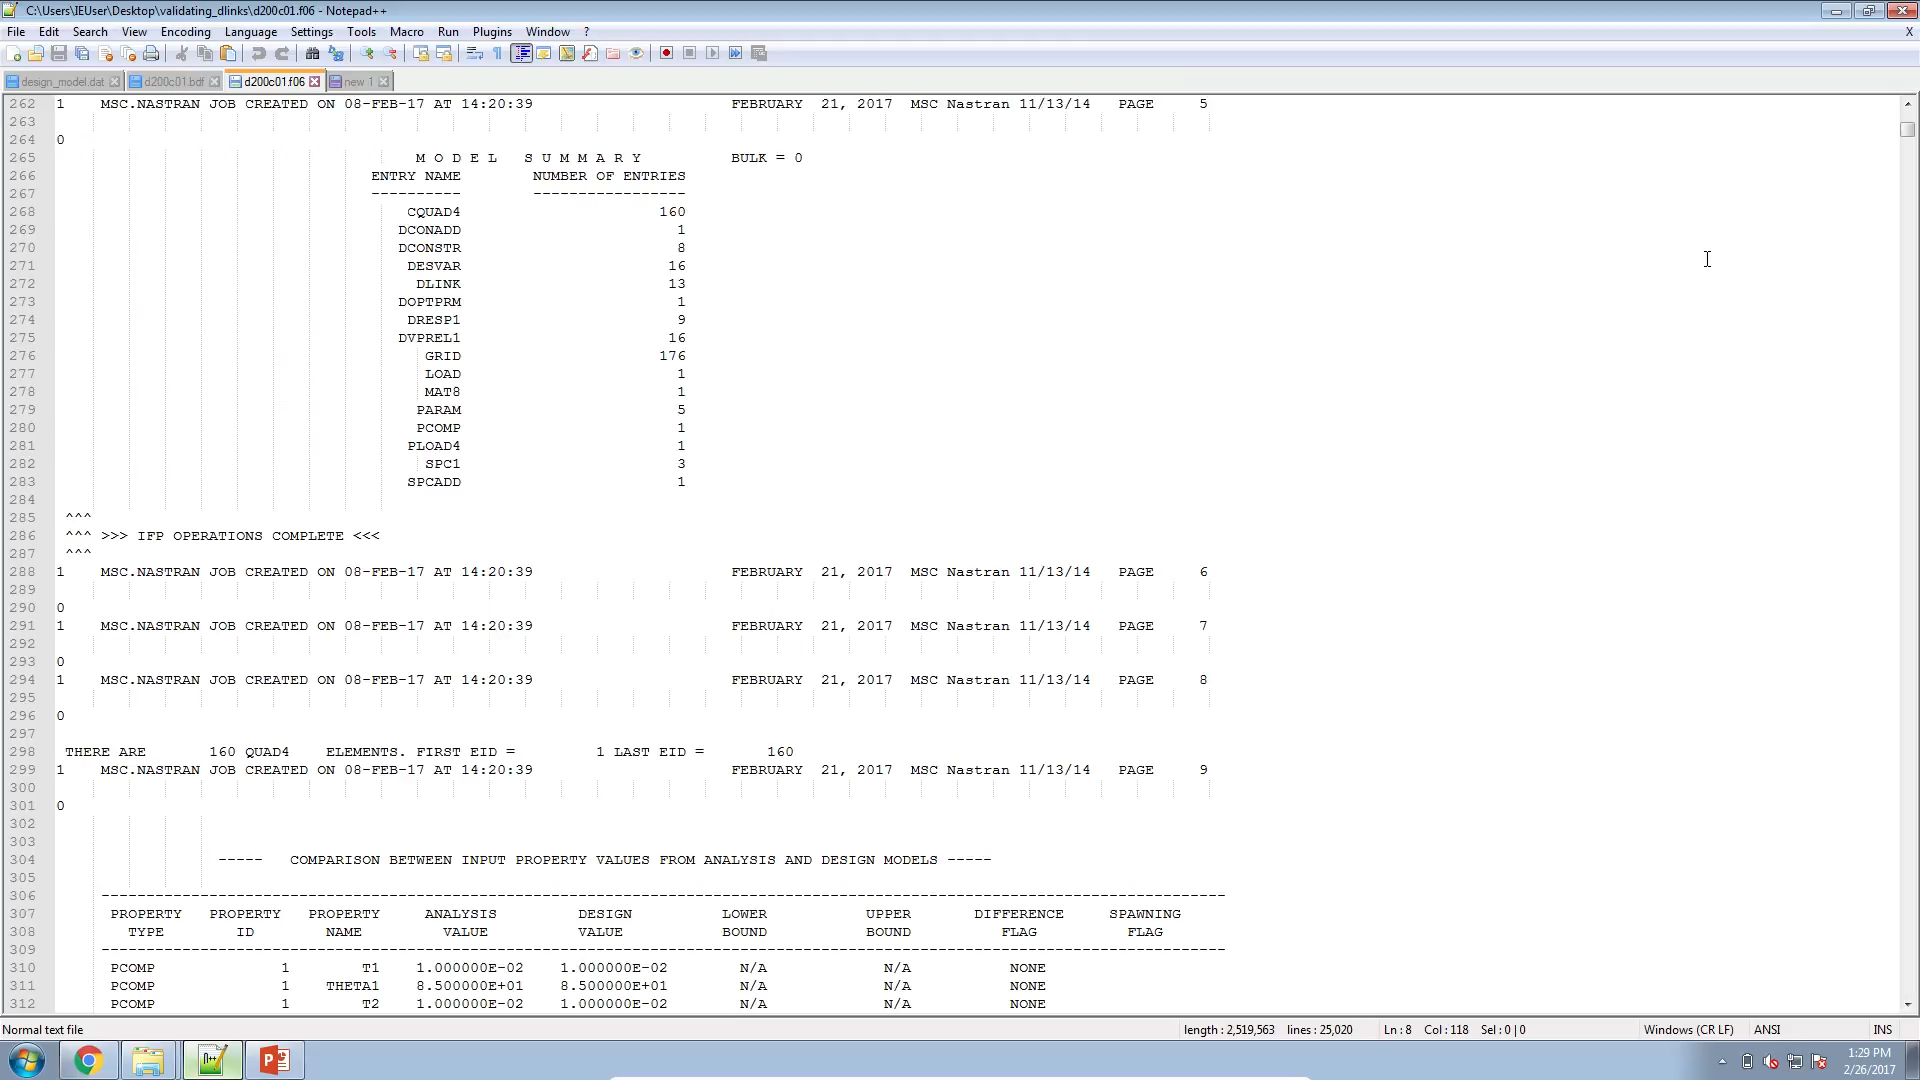 C:\Users\IEUser\Desktop\validating_dlinks\d200c01.f06 - Notepad++
File Edit Search View Encoding Language Settings Tools Macro Run Plugins Window ? X
design_model.dat d200c01.bdf d200c01.f06 new 1
262 1 MSC.NASTRAN JOB CREATED ON 08-FEB-17 AT 14:20:39 FEBRUARY 21, 2017 MSC Nastran 11/13/14 PAGE 5
263
264 0
265 M O D E L S U M M A R Y BULK = 0
266 ENTRY NAME NUMBER OF ENTRIES
267 ---------- -----------------
268 CQUAD4 160
269 DCONADD 1
270 DCONSTR 8
271 DESVAR 16
272 DLINK 13
273 DOPTPRM 1
274 DRESP1 9
275 DVPREL1 16
276 GRID 176
277 LOAD 1
278 MAT8 1
279 PARAM 5
280 PCOMP 1
281 PLOAD4 1
282 SPC1 3
283 SPCADD 1
284
285 ^^^
286 ^^^ >>> IFP OPERATIONS COMPLETE <<<
287 ^^^
288 1 MSC.NASTRAN JOB CREATED ON 08-FEB-17 AT 14:20:39 FEBRUARY 21, 2017 MSC Nastran 11/13/14 PAGE 6
289
290 0
291 1 MSC.NASTRAN JOB CREATED ON 08-FEB-17 AT 14:20:39 FEBRUARY 21, 2017 MSC Nastran 11/13/14 PAGE 7
292
293 0
294 1 MSC.NASTRAN JOB CREATED ON 08-FEB-17 AT 14:20:39 FEBRUARY 21, 2017 MSC Nastran 11/13/14 PAGE 8
295
296 0
297
298 THERE ARE 160 QUAD4 ELEMENTS. FIRST EID = 1 LAST EID = 160
299 1 MSC.NASTRAN JOB CREATED ON 08-FEB-17 AT 14:20:39 FEBRUARY 21, 2017 MSC Nastran 11/13/14 PAGE 9
300
301 0
302
303
304 ----- COMPARISON BETWEEN INPUT PROPERTY VALUES FROM ANALYSIS AND DESIGN MODELS -----
305
306 -----------------------------------------------------------------------------------------------------------------------------
307 PROPERTY PROPERTY PROPERTY ANALYSIS DESIGN LOWER UPPER DIFFERENCE SPAWNING
308 TYPE ID NAME VALUE VALUE BOUND BOUND FLAG FLAG
309 -----------------------------------------------------------------------------------------------------------------------------
310 PCOMP 1 T1 1.000000E-02 1.000000E-02 N/A N/A NONE
311 PCOMP 1 THETA1 8.500000E+01 8.500000E+01 N/A N/A NONE
312 PCOMP 1 T2 1.000000E-02 1.000000E-02 N/A N/A NONE
Normal text file length : 2,519,563 lines : 25,020 Ln : 8 Col : 118 Sel : 0 | 0 Windows (CR LF) ANSI INS
1:29 PM
2/26/2017